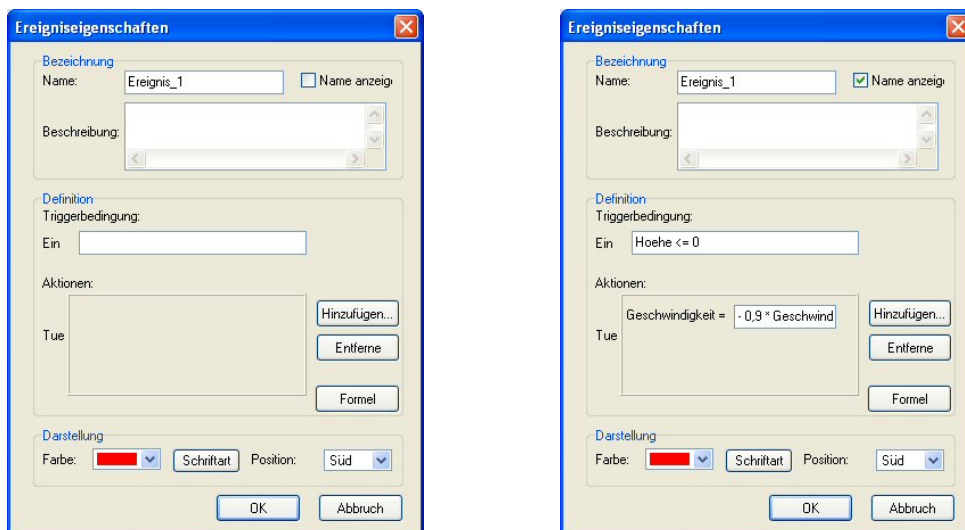 Ereigniseigenschaften
Bezeichnung
Name:
Ereignis_1
Name anzeige
Beschreibung:
Definition
Triggerbedingung:
Ein
Aktionen:
Tue
Hinzufügen...
Entferne
Formel
Darstellung
Farbe:
Schriftart
Position:
Süd
OK
Abbruch
Ereigniseigenschaften
Bezeichnung
Name:
Ereignis_1
Name anzeige
Beschreibung:
Definition
Triggerbedingung:
Ein
Hoehe <= 0
Aktionen:
Geschwindigkeit =
- 0,9 * Geschwind
Tue
Hinzufügen...
Entferne
Formel
Darstellung
Farbe:
Schriftart
Position:
Süd
OK
Abbruch